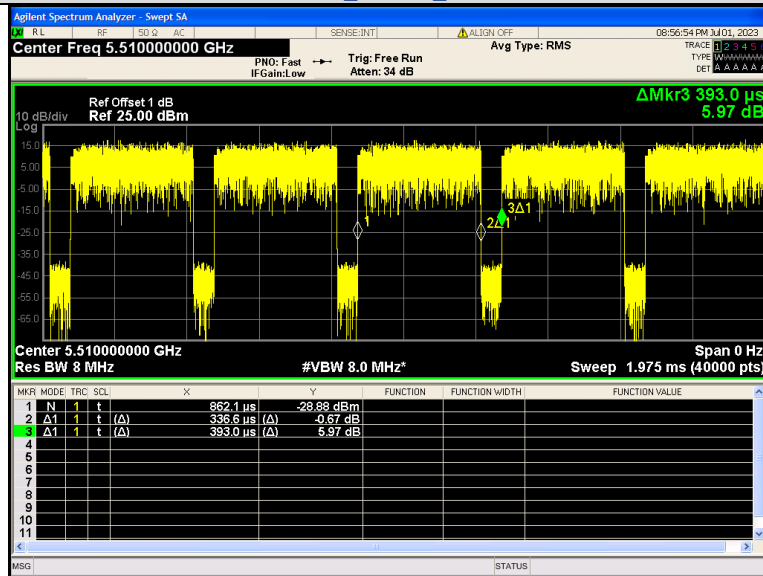 Agilent Spectrum Analyzer - Swept SA
LXI RL RF 50 Ω AC SENSE:INT ALIGN OFF 08:56:54 PM Jul 01, 2023
Center Freq 5.510000000 GHz
Avg Type: RMS
TRACE 1 2 3 4 5
PNO: Fast Trig: Free Run
TYPE W
IFGain:Low Atten: 34 dB
DET A A A A A
ΔMkr3 393.0 µs
5.97 dB
Ref Offset 1 dB
10 dB/div Ref 25.00 dBm
Log
15.0
5.00
-5.00
-15.0
-25.0
-35.0
-45.0
-55.0
-65.0
1
2Δ1
3Δ1
Center 5.510000000 GHz Span 0 Hz
Res BW 8 MHz #VBW 8.0 MHz* Sweep 1.975 ms (40000 pts)
MKR MODE TRC SCL X Y FUNCTION FUNCTION WIDTH FUNCTION VALUE
1 N 1 t 862.1 µs -28.88 dBm
2 Δ1 1 t (Δ) 336.6 µs (Δ) -0.67 dB
3 Δ1 1 t (Δ) 393.0 µs (Δ) 5.97 dB
4
5
6
7
8
9
10
11
MSG STATUS